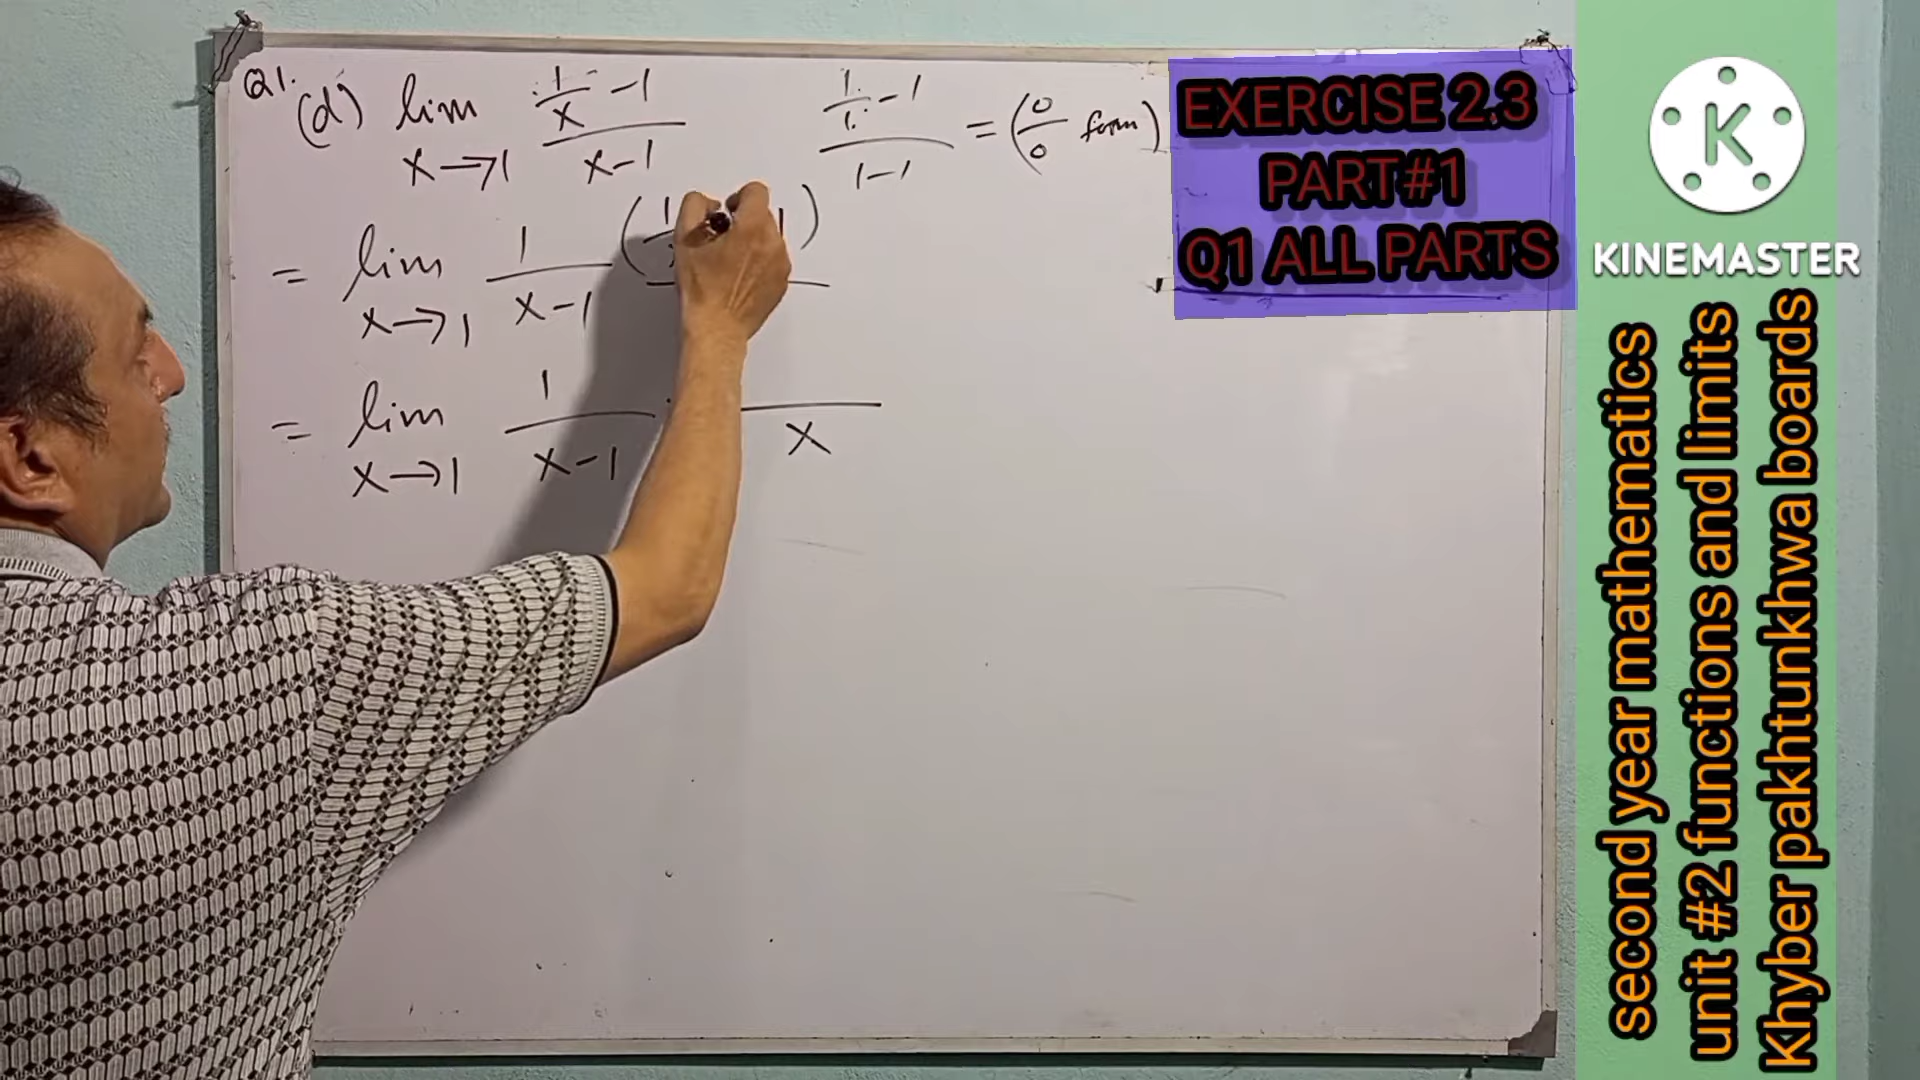 Q1. (d) lim x→1 (1/x - 1)/(x-1)
(1/1 - 1)/(1-1) = (0/0 form)
= lim x→1 1/(x-1) (1 1)
= lim x→1 1/(x-1) · /x
EXERCISE 2.3
PART#1
Q1 ALL PARTS
K
KINEMASTER
second year mathematics
unit #2 functions and limits
Khyber pakhtunkhwa boards